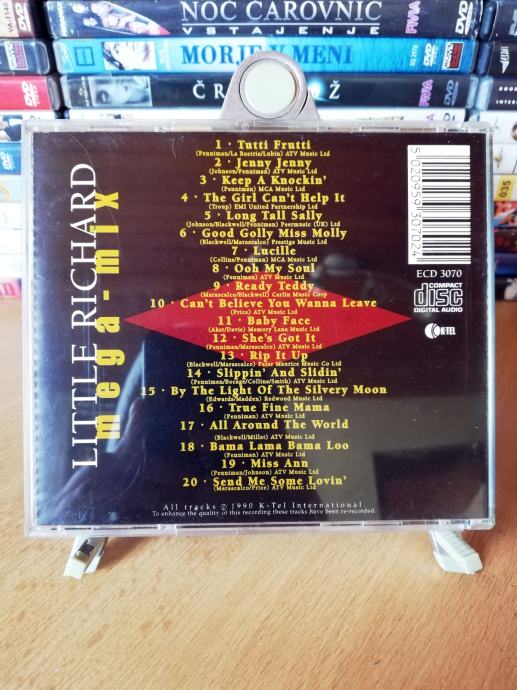 NOČ ČAROVNIC
VSTAJENJE
MORJE V MENI
DVD
LITTLE RICHARD
mega-mix
1 · Tutti Frutti
(Penniman/La Bostrie/Lubin) ATV Music Ltd
2 · Jenny Jenny
(Johnson/Penniman) ATV Music Ltd
3 · Keep A Knockin'
(Penniman) MCA Music Ltd
4 · The Girl Can't Help It
(Troup) EMI United Partnership Ltd
5 · Long Tall Sally
(Johnson/Blackwell/Penniman) Peermusic (UK) Ltd
6 · Good Golly Miss Molly
(Blackwell/Marascalco) Prestige Music Ltd
7 · Lucille
(Collins/Penniman) MCA Music Ltd
8 · Ooh My Soul
(Penniman) ATV Music Ltd
9 · Ready Teddy
(Marascalco/Blackwell) Carlin Music Corp
10 · Can't Believe You Wanna Leave
(Price) ATV Music Ltd
11 · Baby Face
(Akst/Davis) Memory Lane Music Ltd
12 · She's Got It
(Penniman/Marascalco) ATV Music Ltd
13 · Rip It Up
(Blackwell/Marascalco) Peter Maurice Music Co Ltd
14 · Slippin' And Slidin'
(Penniman/Bocage/Collins/Smith) ATV Music Ltd
15 · By The Light Of The Silvery Moon
(Edwards/Madden) Redwood Music Ltd
16 · True Fine Mama
(Penniman) ATV Music Ltd
17 · All Around The World
(Blackwell/Millet) ATV Music Ltd
18 · Bama Lama Bama Loo
(Penniman) ATV Music Ltd
19 · Miss Ann
(Penniman/Johnson) ATV Music Ltd
20 · Send Me Some Lovin'
(Marascalco/Price) ATV Music Ltd
All tracks ℗ 1990 K-Tel International.
To enhance the quality of this recording these tracks have been re-recorded.
5 020959 307024
ECD 3070
COMPACT
disc
DIGITAL AUDIO
K-TEL